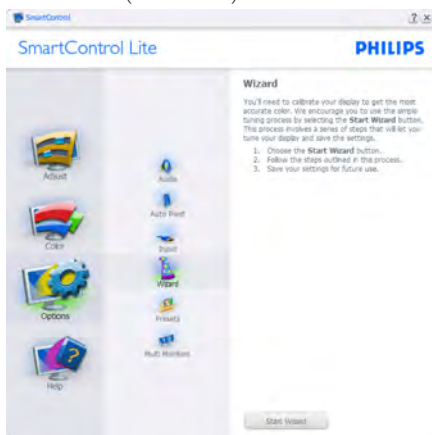 SmartControl
SmartControl Lite
PHILIPS
Wizard
You'll need to calibrate your display to get the most
accurate color. We encourage you to use the simple
tuning process by selecting the Start Wizard button.
This process involves a series of steps that will let you
tune your display and save the settings.
1. Choose the Start Wizard button.
2. Follow the steps outlined in this process.
3. Save your settings for future use.
Adjust
Color
Options
Help
Audio
Auto Pivot
Input
Wizard
Presets
Multi Monitors
Start Wizard